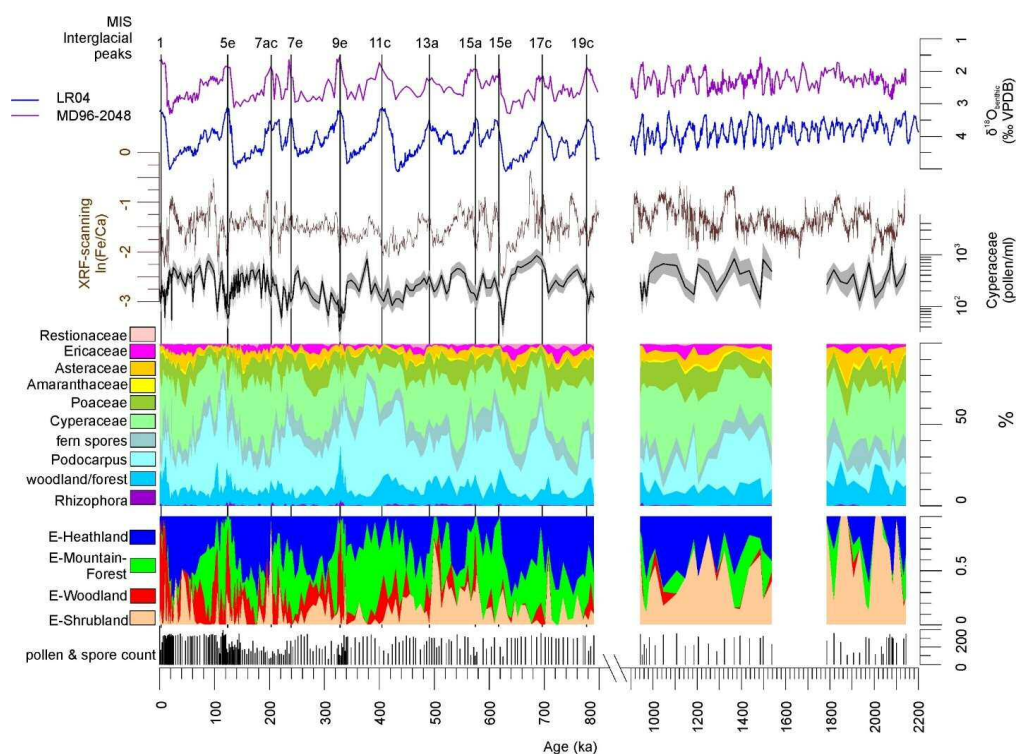 MIS
Interglacial
peaks
1 5e 7ac 7e 9e 11c 13a 15a 15e 17c 19c
LR04
MD96-2048
1
2
3
4
δ18Obenthic
(‰ VPDB)
0
-1
-2
-3
XRF-scanning
ln(Fe/Ca)
10³
10²
Cyperaceae
(pollen/ml)
Restionaceae
Ericaceae
Asteraceae
Amaranthaceae
Poaceae
Cyperaceae
fern spores
Podocarpus
woodland/forest
Rhizophora
50
0
%
E-Heathland
E-Mountain-
Forest
E-Woodland
E-Shrubland
0.5
0
pollen & spore count
200
0
0 100 200 300 400 500 600 700 800 1000 1200 1400 1600 1800 2000 2200
Age (ka)